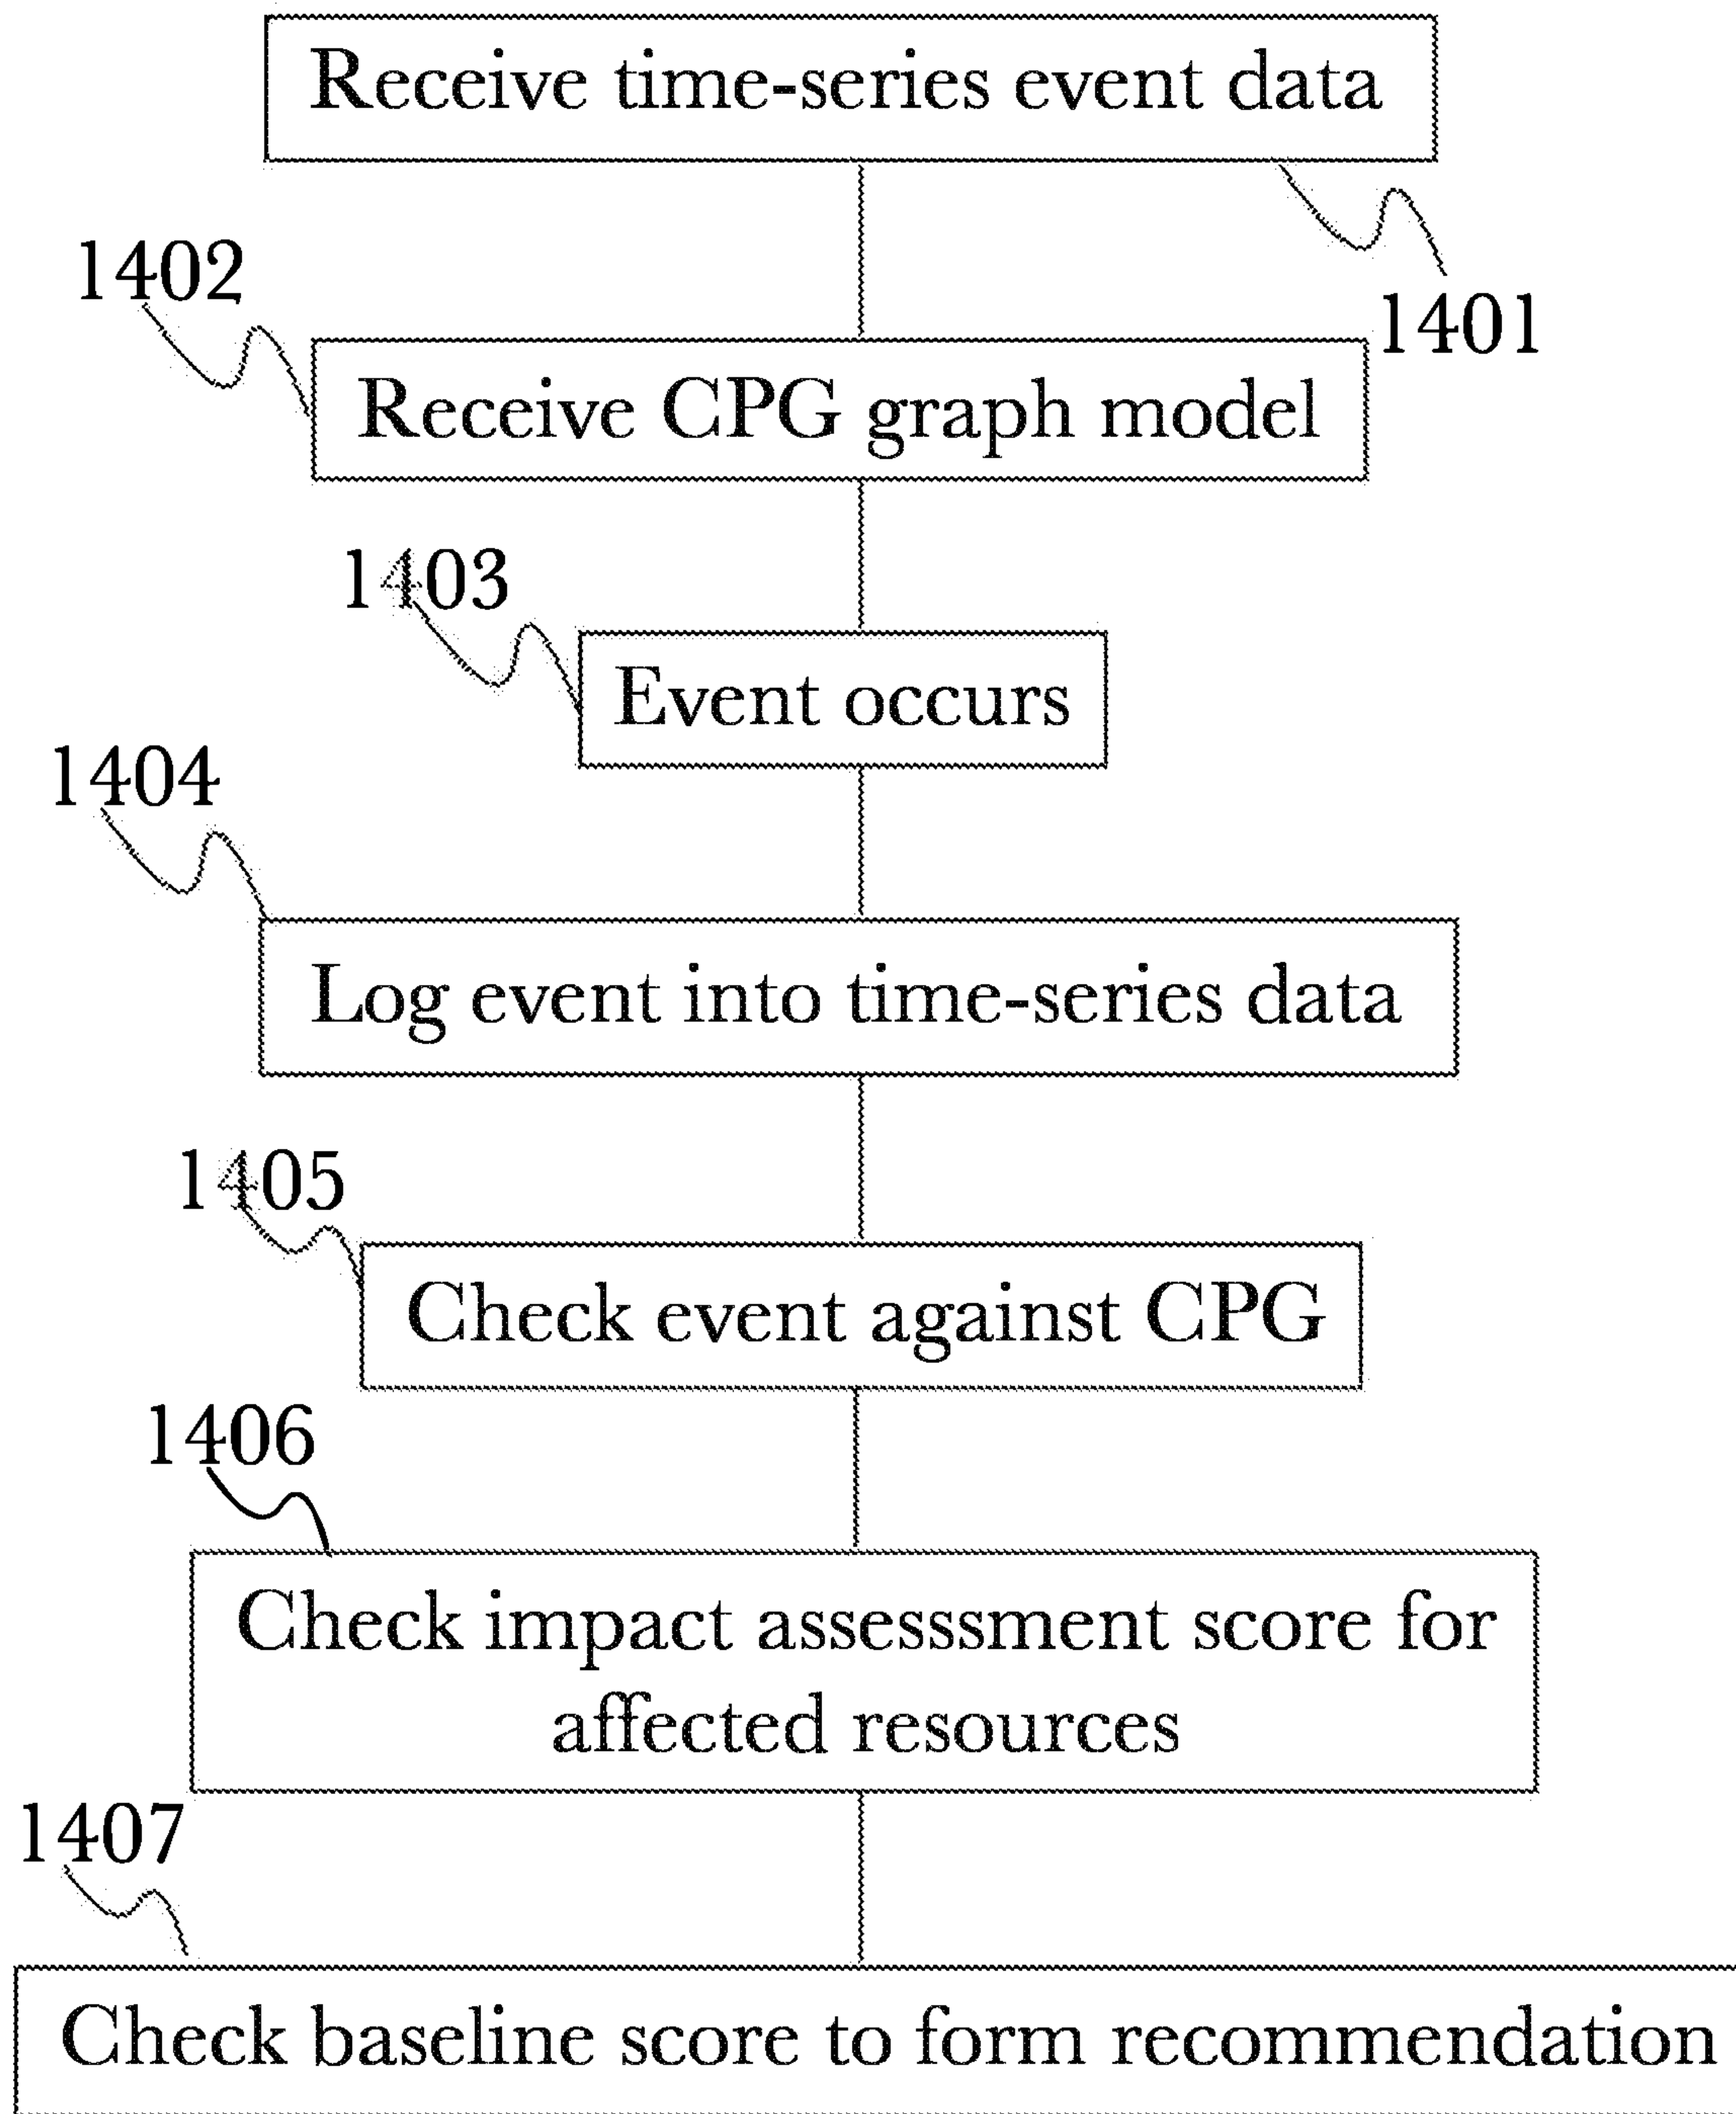 Receive time-series event data
1401
1402
Receive CPG graph model
1403
Event occurs
1404
Log event into time-series data
1405
Check event against CPG
1406
Check impact assesssment score for
affected resources
1407
Check baseline score to form recommendation